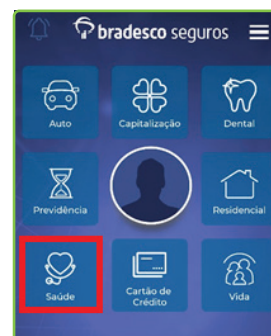 bradesco seguros
Auto
Capitalização
Dental
Previdência
Residencial
Saúde
Cartão de
Crédito
Vida